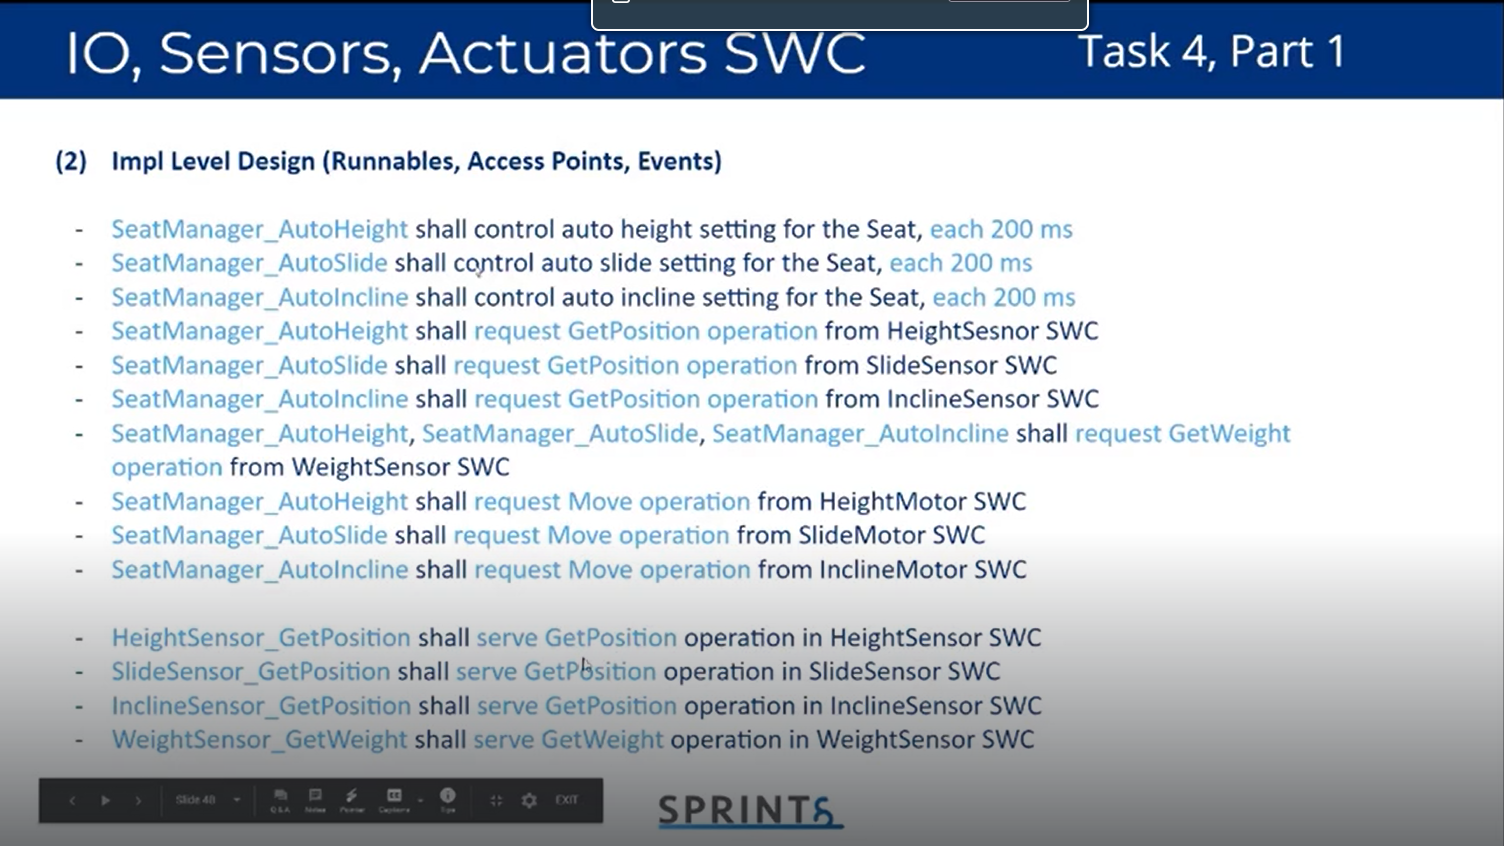 IO, Sensors, Actuators SWC
Task 4, Part 1
(2) Impl Level Design (Runnables, Access Points, Events)
- SeatManager_AutoHeight shall control auto height setting for the Seat, each 200 ms
- SeatManager_AutoSlide shall control auto slide setting for the Seat, each 200 ms
- SeatManager_AutoIncline shall control auto incline setting for the Seat, each 200 ms
- SeatManager_AutoHeight shall request GetPosition operation from HeightSesnor SWC
- SeatManager_AutoSlide shall request GetPosition operation from SlideSensor SWC
- SeatManager_AutoIncline shall request GetPosition operation from InclineSensor SWC
- SeatManager_AutoHeight, SeatManager_AutoSlide, SeatManager_AutoIncline shall request GetWeight
operation from WeightSensor SWC
- SeatManager_AutoHeight shall request Move operation from HeightMotor SWC
- SeatManager_AutoSlide shall request Move operation from SlideMotor SWC
- SeatManager_AutoIncline shall request Move operation from InclineMotor SWC
- HeightSensor_GetPosition shall serve GetPosition operation in HeightSensor SWC
- SlideSensor_GetPosition shall serve GetPosition operation in SlideSensor SWC
- InclineSensor_GetPosition shall serve GetPosition operation in InclineSensor SWC
- WeightSensor_GetWeight shall serve GetWeight operation in WeightSensor SWC
Slide 48
Q&A Notes Pointer Captions Tips EXIT
SPRINTS